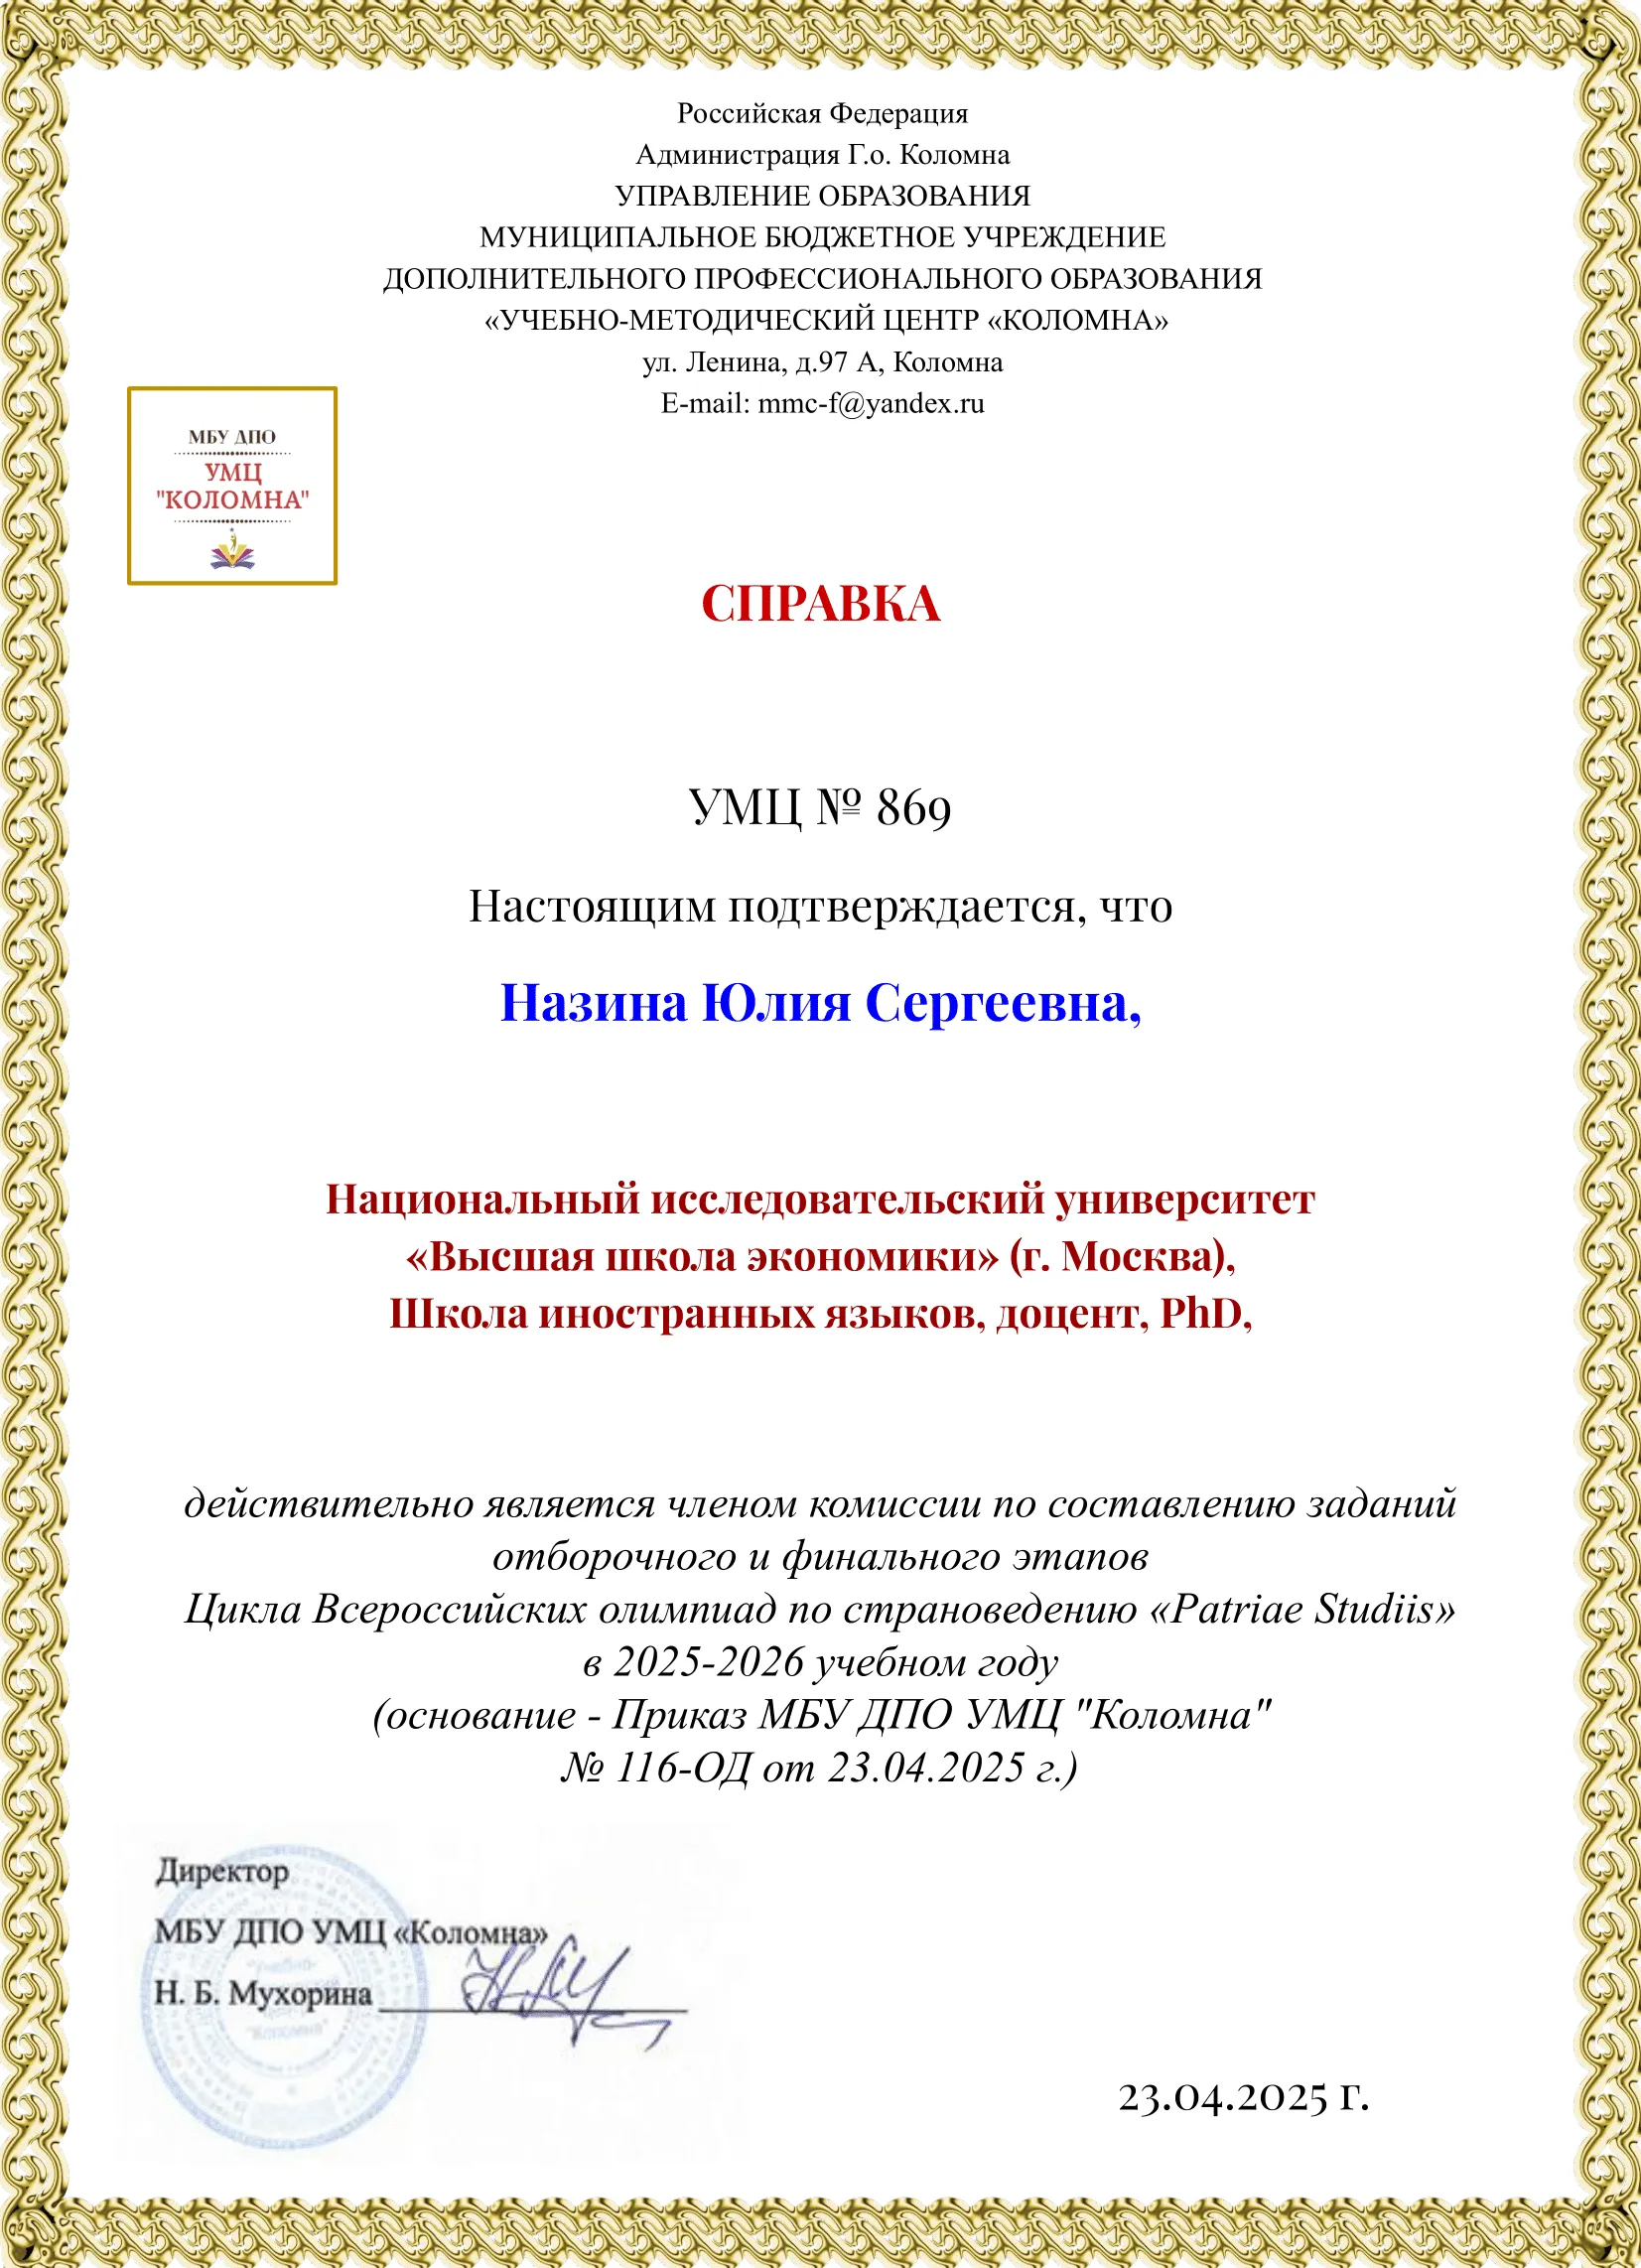 Российская Федерация
Администрация Г.о. Коломна
УПРАВЛЕНИЕ ОБРАЗОВАНИЯ
МУНИЦИПАЛЬНОЕ БЮДЖЕТНОЕ УЧРЕЖДЕНИЕ
ДОПОЛНИТЕЛЬНОГО ПРОФЕССИОНАЛЬНОГО ОБРАЗОВАНИЯ
«УЧЕБНО-МЕТОДИЧЕСКИЙ ЦЕНТР «КОЛОМНА»
ул. Ленина, д.97 А, Коломна
E-mail: mmc-f@yandex.ru
МБУ ДПО
УМЦ
"КОЛОМНА"
СПРАВКА
УМЦ № 869
Настоящим подтверждается, что
Назина Юлия Сергеевна,
Национальный исследовательский университет
«Высшая школа экономики» (г. Москва),
Школа иностранных языков, доцент, PhD,
действительно является членом комиссии по составлению заданий
отборочного и финального этапов
Цикла Всероссийских олимпиад по страноведению «Patriae Studiis»
в 2025-2026 учебном году
(основание - Приказ МБУ ДПО УМЦ "Коломна"
№ 116-ОД от 23.04.2025 г.)
Директор
МБУ ДПО УМЦ «Коломна»
Н. Б. Мухорина
23.04.2025 г.